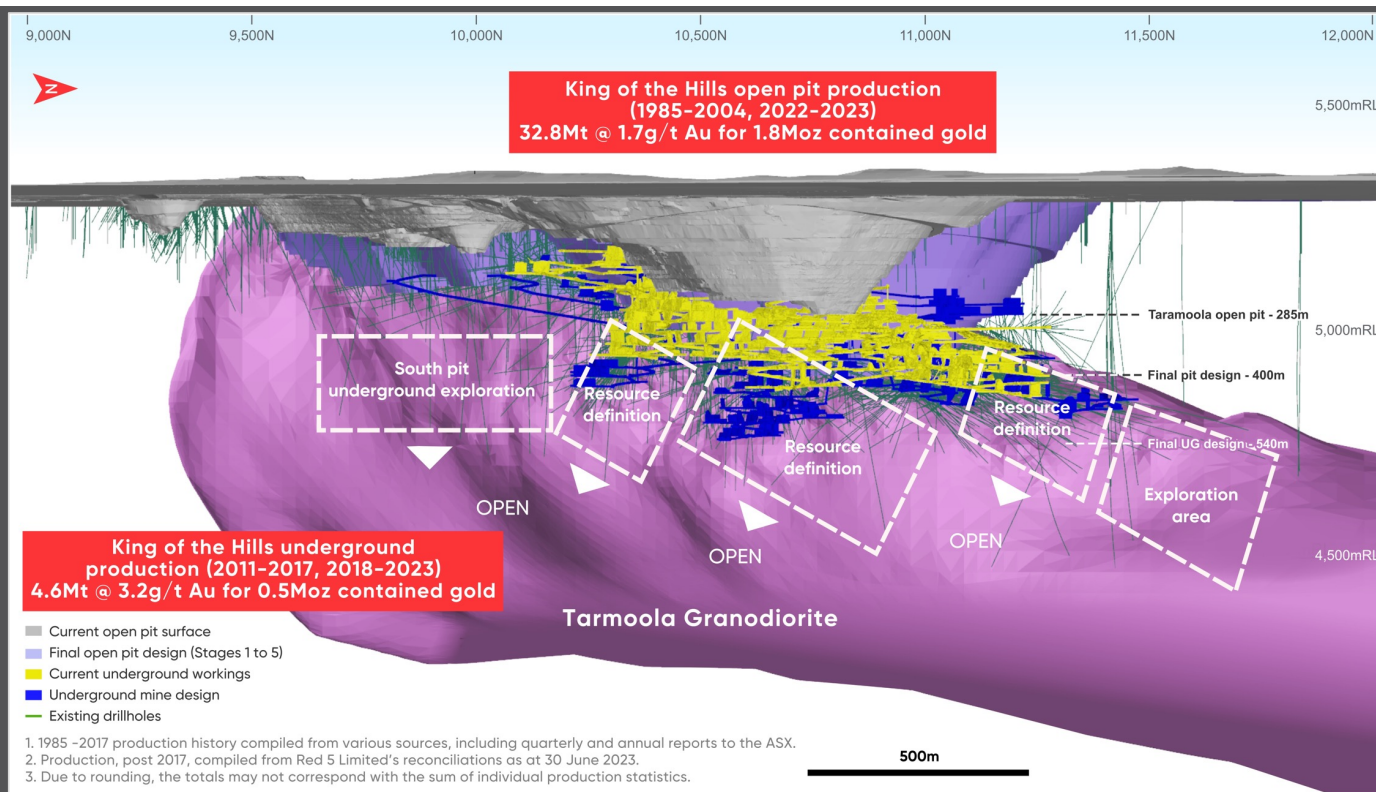 9,000N
9,500N
10,000N
10,500N
11,000N
11,500N
12,000N
N
King of the Hills open pit production
(1985-2004, 2022-2023)
32.8Mt @ 1.7g/t Au for 1.8Moz contained gold
5,500mRL
Taramoola open pit - 285m
5,000mRL
South pit
underground exploration
Final pit design - 400m
Resource
definition
Resource
definition
Resource
definition
Final UG design - 540m
Exploration
area
OPEN
OPEN
OPEN
4,500mRL
King of the Hills underground
production (2011-2017, 2018-2023)
4.6Mt @ 3.2g/t Au for 0.5Moz contained gold
Tarmoola Granodiorite
Current open pit surface
Final open pit design (Stages 1 to 5)
Current underground workings
Underground mine design
Existing drillholes
1. 1985 -2017 production history compiled from various sources, including quarterly and annual reports to the ASX.
2. Production, post 2017, compiled from Red 5 Limited's reconciliations as at 30 June 2023.
3. Due to rounding, the totals may not correspond with the sum of individual production statistics.
500m